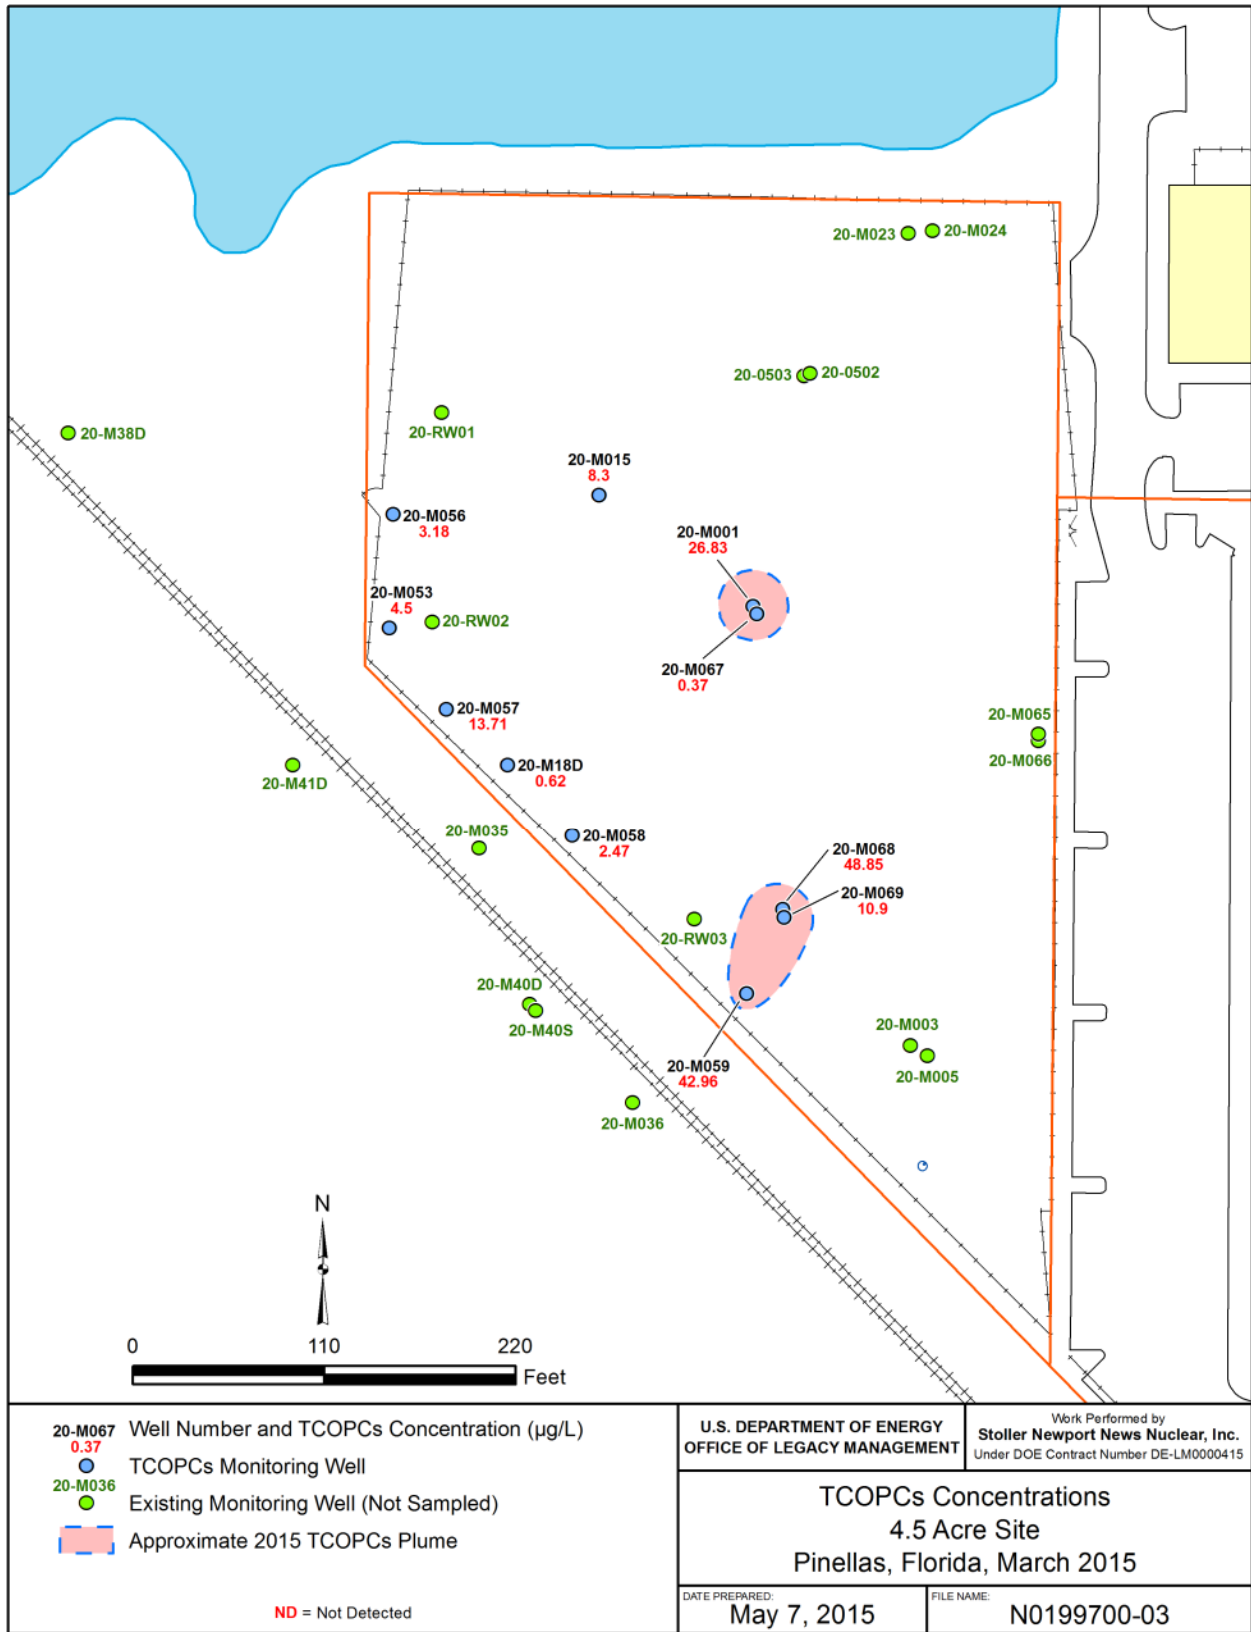 20-M023
20-M024
20-0503
20-0502
20-RW01
20-M38D
20-M015
8.3
20-M056
3.18
20-M001
26.83
20-M053
4.5
20-RW02
20-M067
0.37
20-M057
13.71
20-M065
20-M066
20-M18D
0.62
20-M41D
20-M035
20-M058
2.47
20-M068
48.85
20-M069
10.9
20-RW03
20-M40D
20-M40S
20-M003
20-M005
20-M059
42.96
20-M036
N
0 110 220
Feet
20-M067
0.37
Well Number and TCOPCs Concentration (µg/L)
TCOPCs Monitoring Well
20-M036
Existing Monitoring Well (Not Sampled)
Approximate 2015 TCOPCs Plume
ND = Not Detected
U.S. DEPARTMENT OF ENERGY
OFFICE OF LEGACY MANAGEMENT
Work Performed by
Stoller Newport News Nuclear, Inc.
Under DOE Contract Number DE-LM0000415
TCOPCs Concentrations
4.5 Acre Site
Pinellas, Florida, March 2015
DATE PREPARED:
May 7, 2015
FILE NAME:
N0199700-03